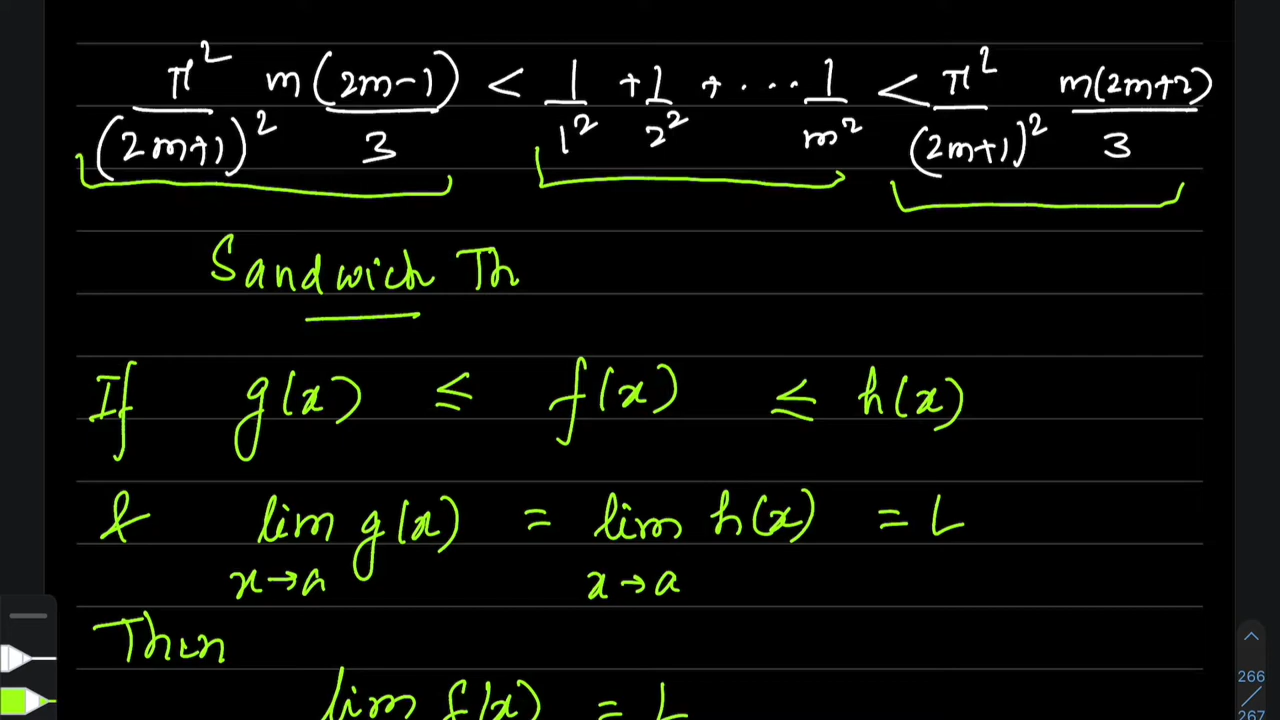 π²/(2m+1)² m(2m-1)/3 < 1/1² + 1/2² + ... 1/m² < π²/(2m+1)² m(2m+2)/3
Sandwich Th
If g(x) ≤ f(x) ≤ h(x)
& lim x→a g(x) = lim x→a h(x) = L
Then
lim f(x) = L
266
/
267